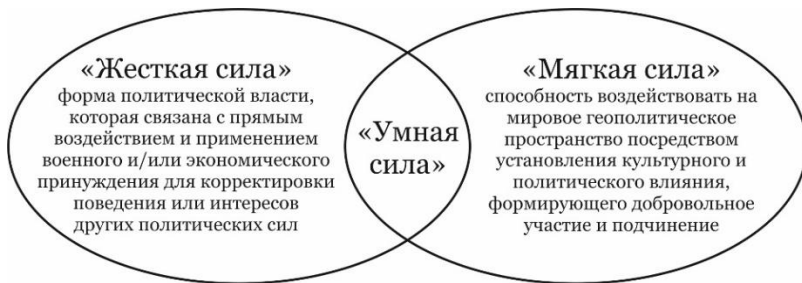 «Жесткая сила»
форма политической власти,
которая связана с прямым
воздействием и применением
военного и/или экономического
принуждения для корректировки
поведения или интересов
других политических сил
«Умная
сила»
«Мягкая сила»
способность воздействовать на
мировое геополитическое
пространство посредством
установления культурного и
политического влияния,
формирующего добровольное
участие и подчинение